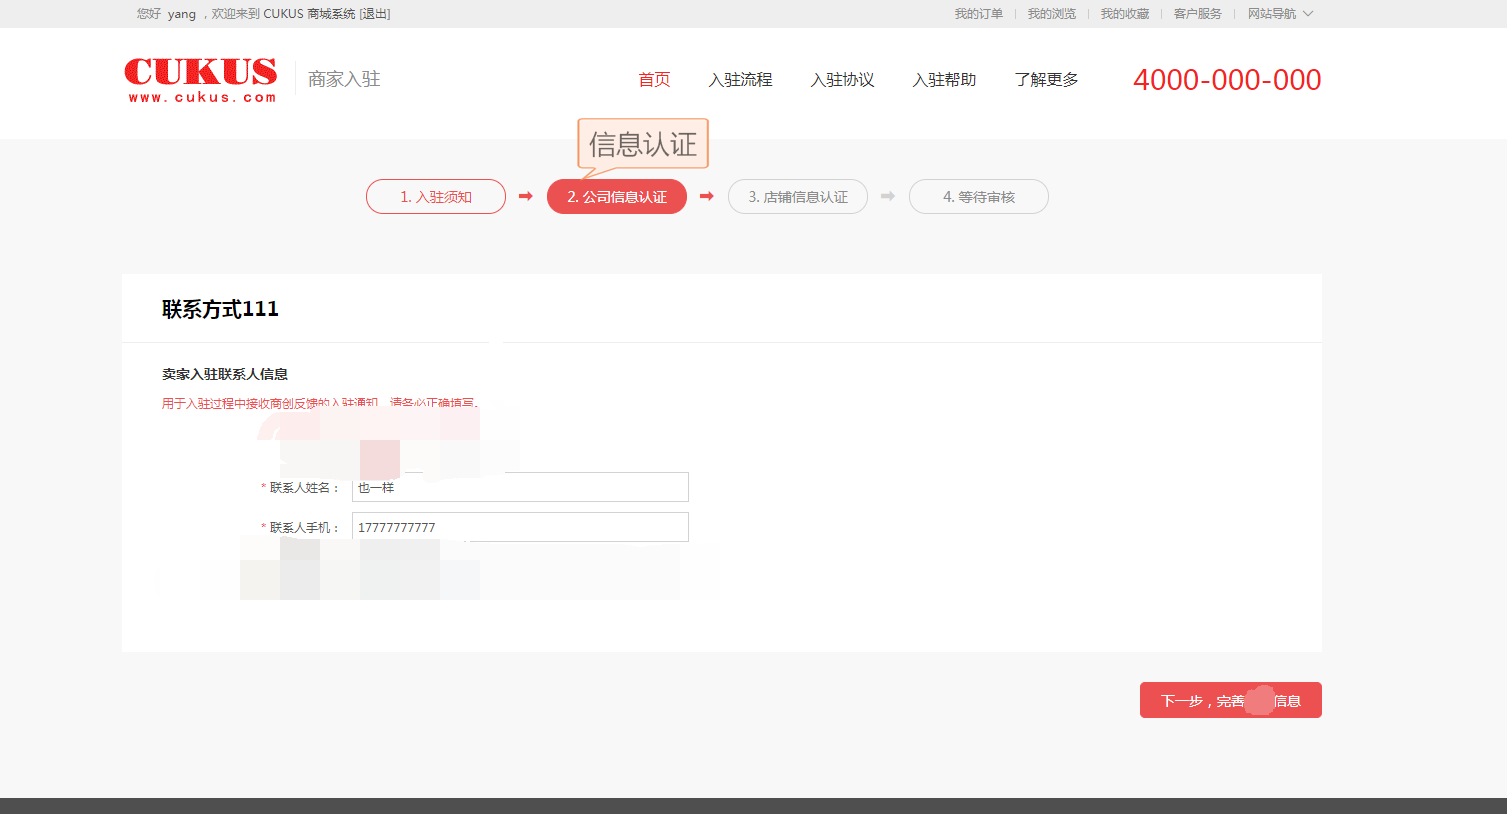 您好 yang ，欢迎来到 CUKUS 商城系统 [退出]
我的订单 我的浏览 我的收藏 客户服务 网站导航
CUKUS
www.cukus.com
商家入驻
首页 入驻流程 入驻协议 入驻帮助 了解更多
4000-000-000
信息认证
1. 入驻须知 2. 公司信息认证 3. 店铺信息认证 4. 等待审核
联系方式111
卖家入驻联系人信息
用于入驻过程中接收商创反馈的入驻通知，请务必正确填写。
* 联系人姓名： 也一样
* 联系人手机： 17777777777
下一步，完善 信息